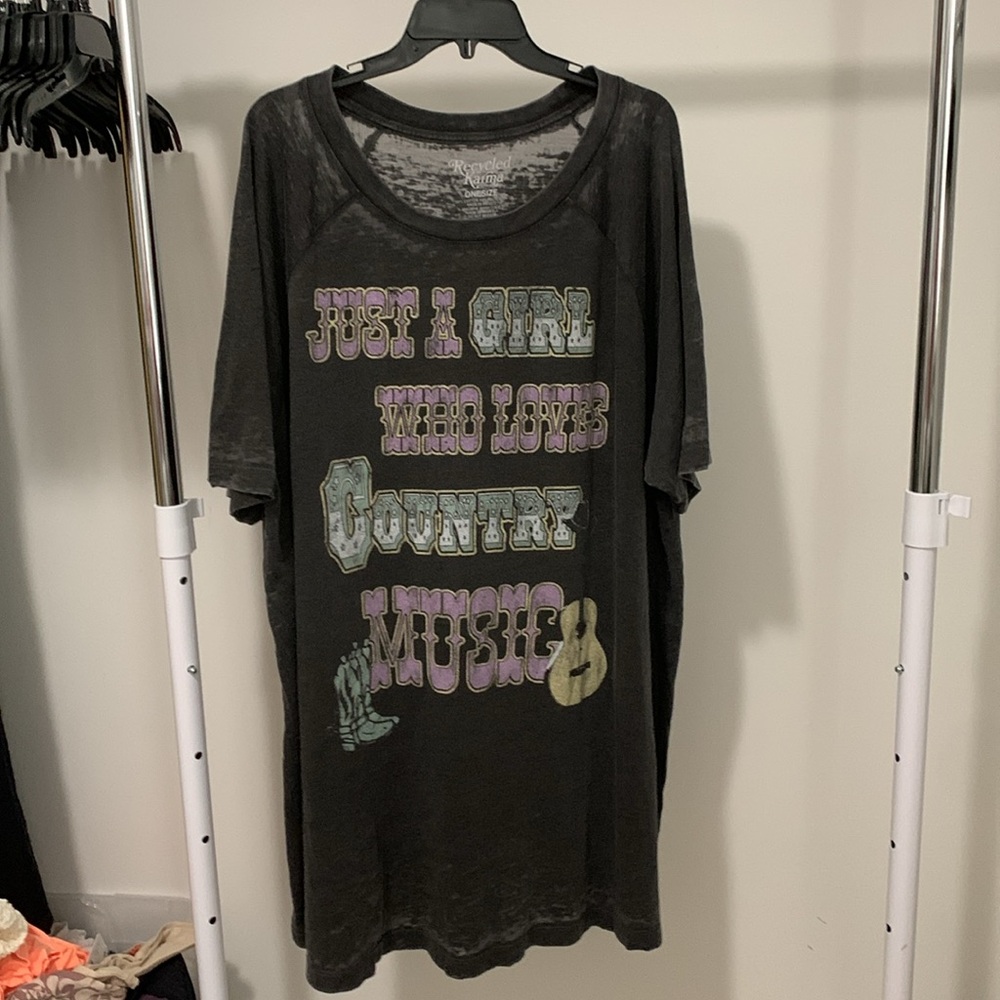 Recycled
Karma
ONESIZE
JUST A GIRL
WHO LOVES
COUNTRY
MUSIC